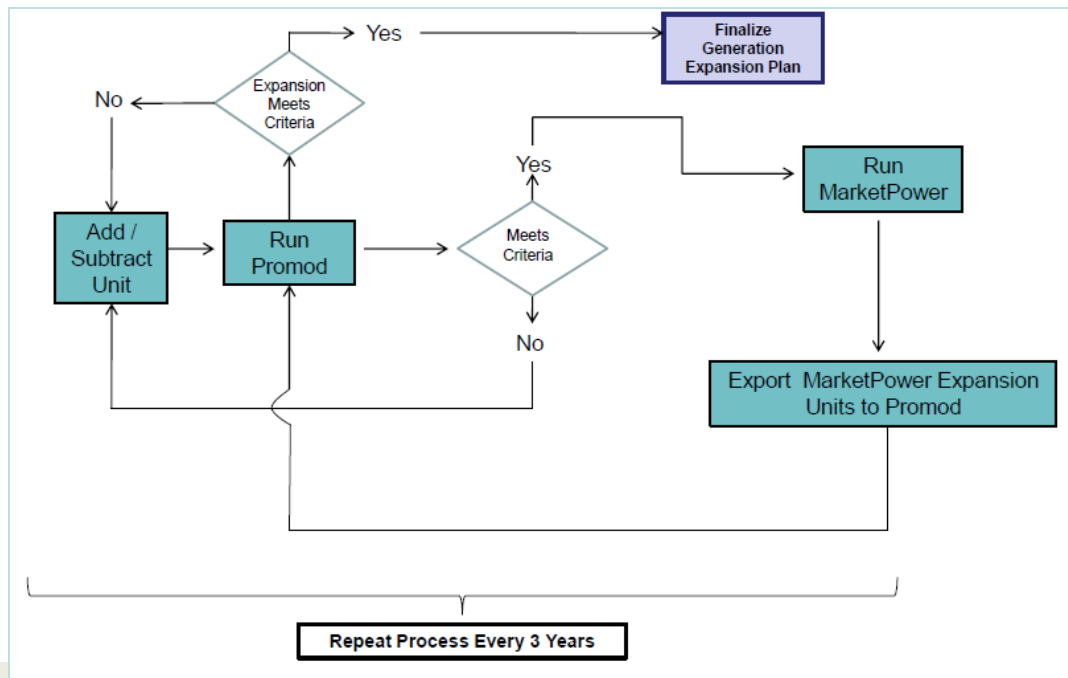 Yes
Finalize
Generation
Expansion Plan
Expansion
Meets
Criteria
No
Yes
Run
MarketPower
Add /
Subtract
Unit
Run
Promod
Meets
Criteria
No
Export MarketPower Expansion
Units to Promod
Repeat Process Every 3 Years